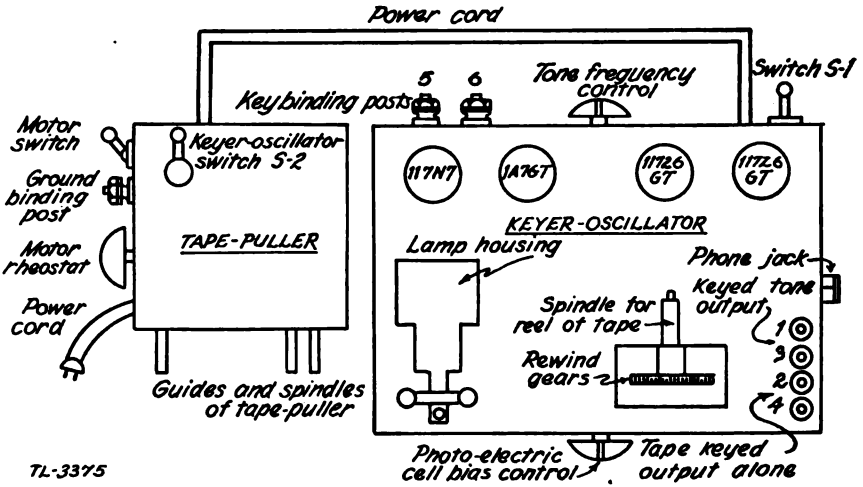 Power cord
5 6
Tone frequency
control
Switch S-1
Key binding posts
Motor
switch
Keyer-oscillator
switch S-2
Ground
binding
post
117N7
1A7GT
117Z6
GT
117Z6
GT
TAPE-PULLER
KEYER-OSCILLATOR
Motor
rheostat
Lamp housing
Phone jack
Keyed tone
output
Power
cord
Spindle for
reel of tape
Rewind
gears
1
3
2
4
Guides and spindles
of tape-puller
Photo-electric
cell bias control
Tape keyed
output alone
TL-3375